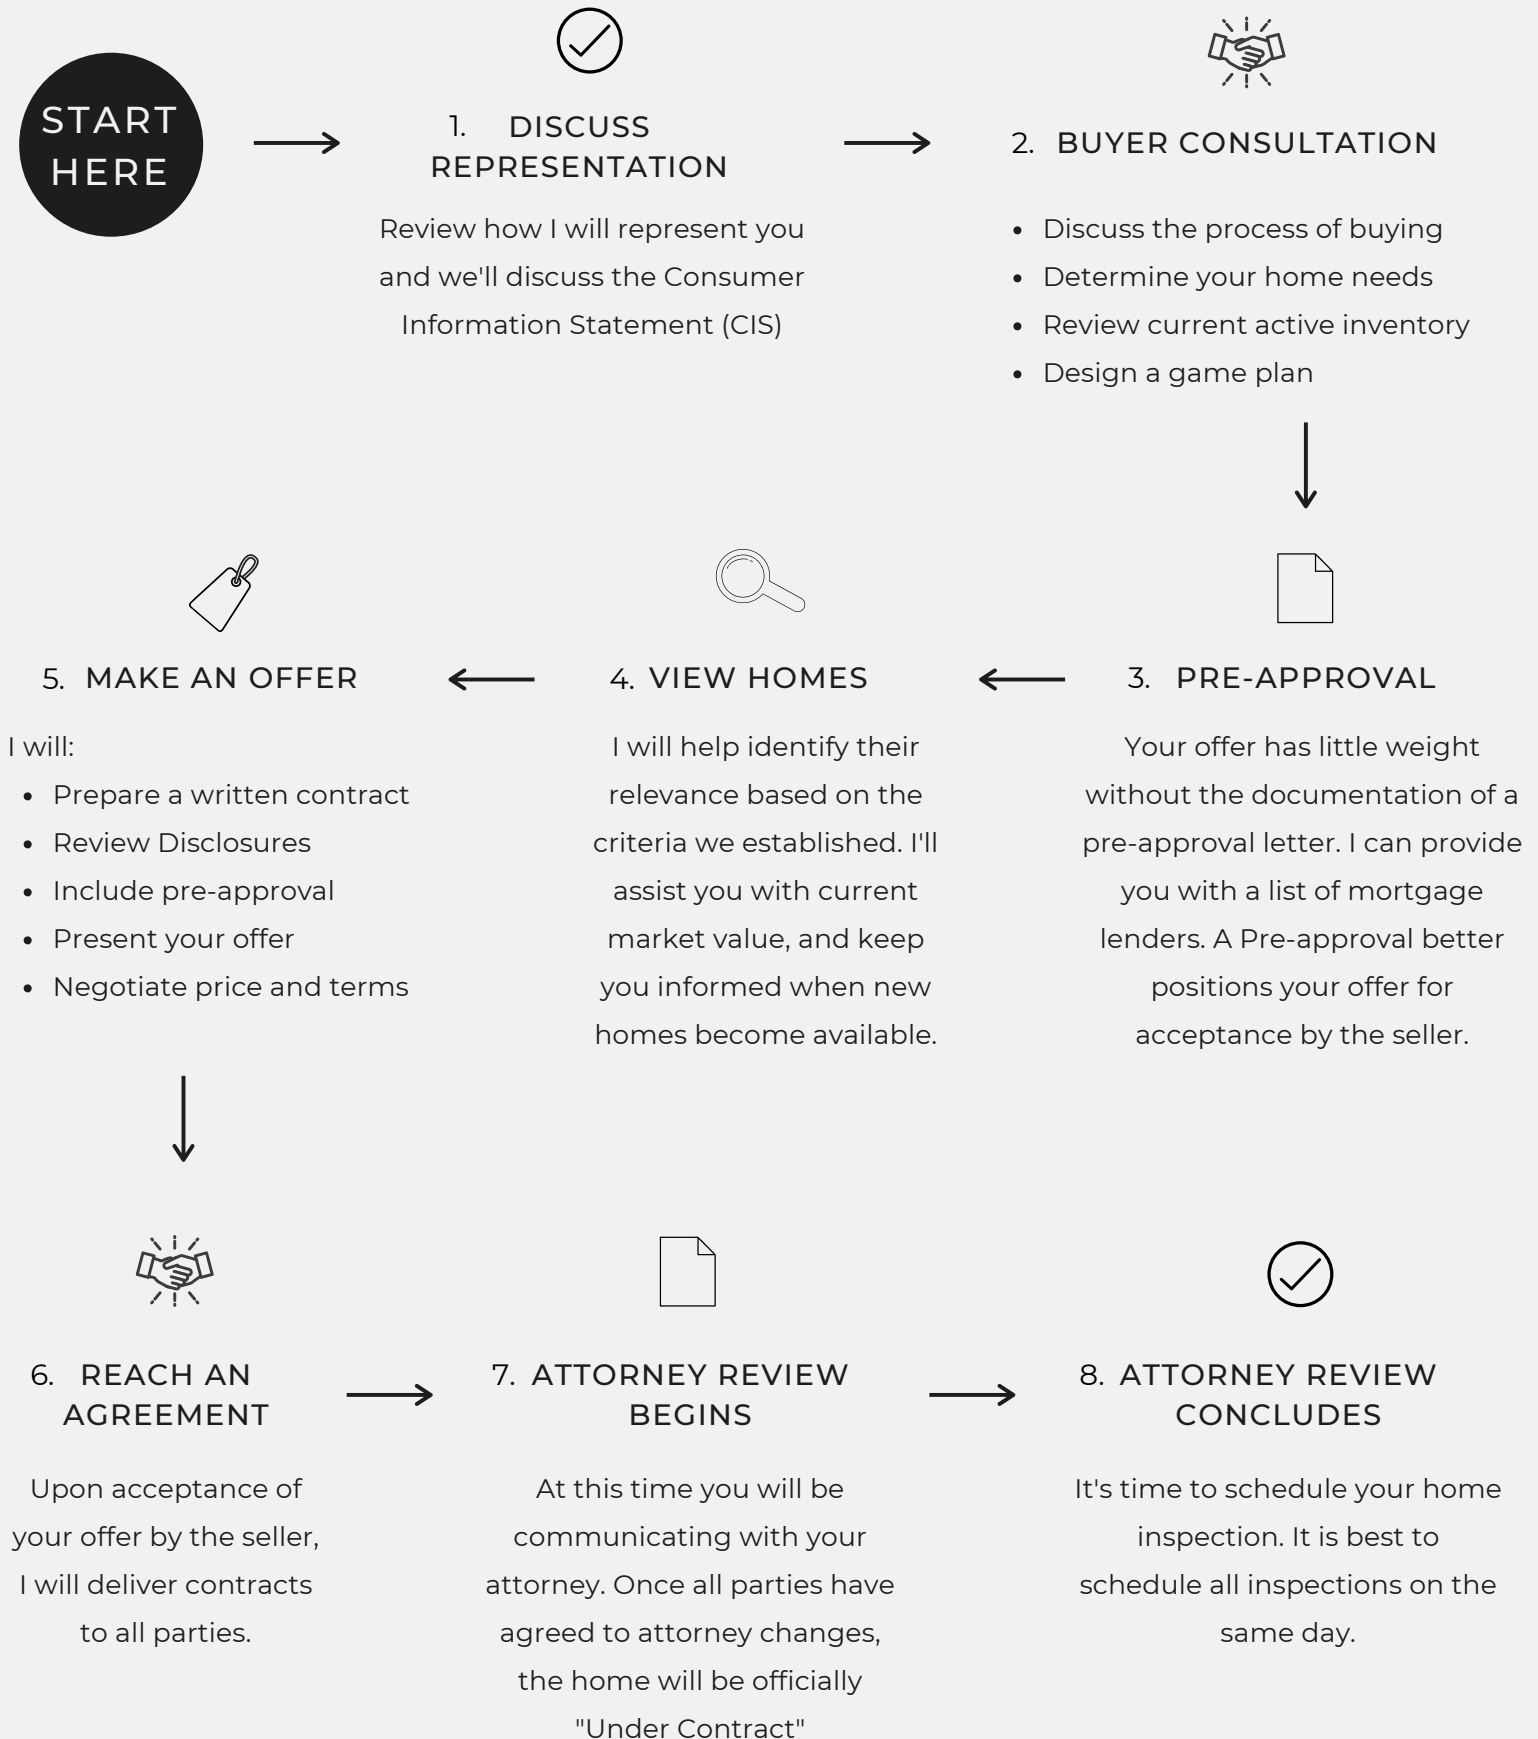 START
HERE
1. DISCUSS
REPRESENTATION
Review how I will represent you
and we'll discuss the Consumer
Information Statement (CIS)
2. BUYER CONSULTATION
• Discuss the process of buying
• Determine your home needs
• Review current active inventory
• Design a game plan
3. PRE-APPROVAL
Your offer has little weight
without the documentation of a
pre-approval letter. I can provide
you with a list of mortgage
lenders. A Pre-approval better
positions your offer for
acceptance by the seller.
4. VIEW HOMES
I will help identify their
relevance based on the
criteria we established. I'll
assist you with current
market value, and keep
you informed when new
homes become available.
5. MAKE AN OFFER
I will:
• Prepare a written contract
• Review Disclosures
• Include pre-approval
• Present your offer
• Negotiate price and terms
6. REACH AN
AGREEMENT
Upon acceptance of
your offer by the seller,
I will deliver contracts
to all parties.
7. ATTORNEY REVIEW
BEGINS
At this time you will be
communicating with your
attorney. Once all parties have
agreed to attorney changes,
the home will be officially
"Under Contract"
8. ATTORNEY REVIEW
CONCLUDES
It's time to schedule your home
inspection. It is best to
schedule all inspections on the
same day.